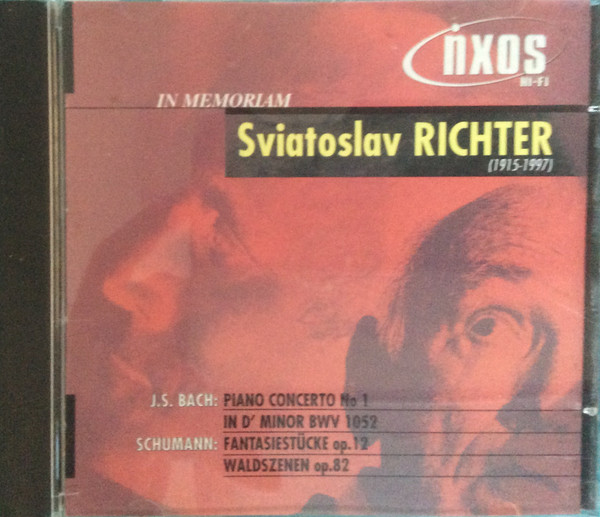 nxos
HI-FI
IN MEMORIAM
Sviatoslav RICHTER
(1915-1997)
J.S. BACH: PIANO CONCERTO No 1
IN D' MINOR BWV 1052
SCHUMANN: FANTASIESTÜCKE op.12
WALDSZENEN op.82